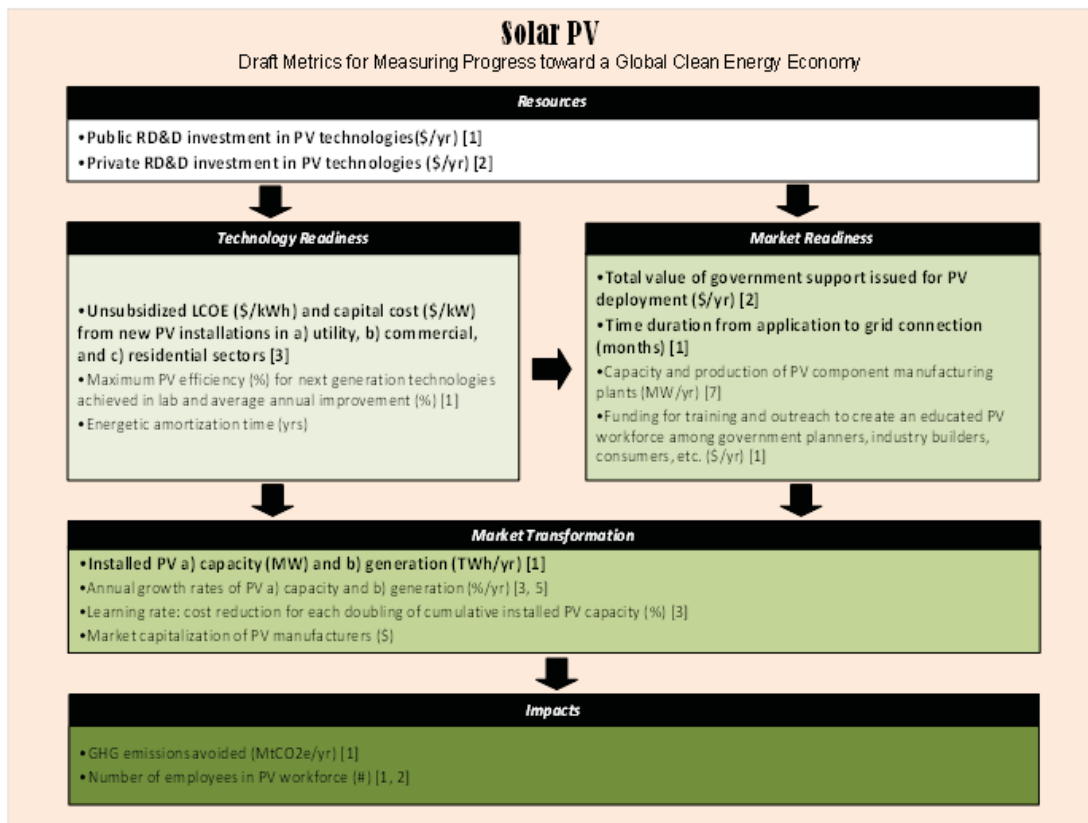 Solar PV
Draft Metrics for Measuring Progress toward a Global Clean Energy Economy
Resources
•Public RD&D investment in PV technologies($/yr) [1]
•Private RD&D investment in PV technologies ($/yr) [2]
Technology Readiness
•Unsubsidized LCOE ($/kWh) and capital cost ($/kW)
from new PV installations in a) utility, b) commercial,
and c) residential sectors [3]
•Maximum PV efficiency (%) for next generation technologies
achieved in lab and average annual improvement (%) [1]
•Energetic amortization time (yrs)
Market Readiness
•Total value of government support issued for PV
deployment ($/yr) [2]
•Time duration from application to grid connection
(months) [1]
•Capacity and production of PV component manufacturing
plants (MW/yr) [7]
•Funding for training and outreach to create an educated PV
workforce among government planners, industry builders,
consumers, etc. ($/yr) [1]
Market Transformation
•Installed PV a) capacity (MW) and b) generation (TWh/yr) [1]
•Annual growth rates of PV a) capacity and b) generation (%/yr) [3, 5]
•Learning rate: cost reduction for each doubling of cumulative installed PV capacity (%) [3]
•Market capitalization of PV manufacturers ($)
Impacts
•GHG emissions avoided (MtCO2e/yr) [1]
•Number of employees in PV workforce (#) [1, 2]